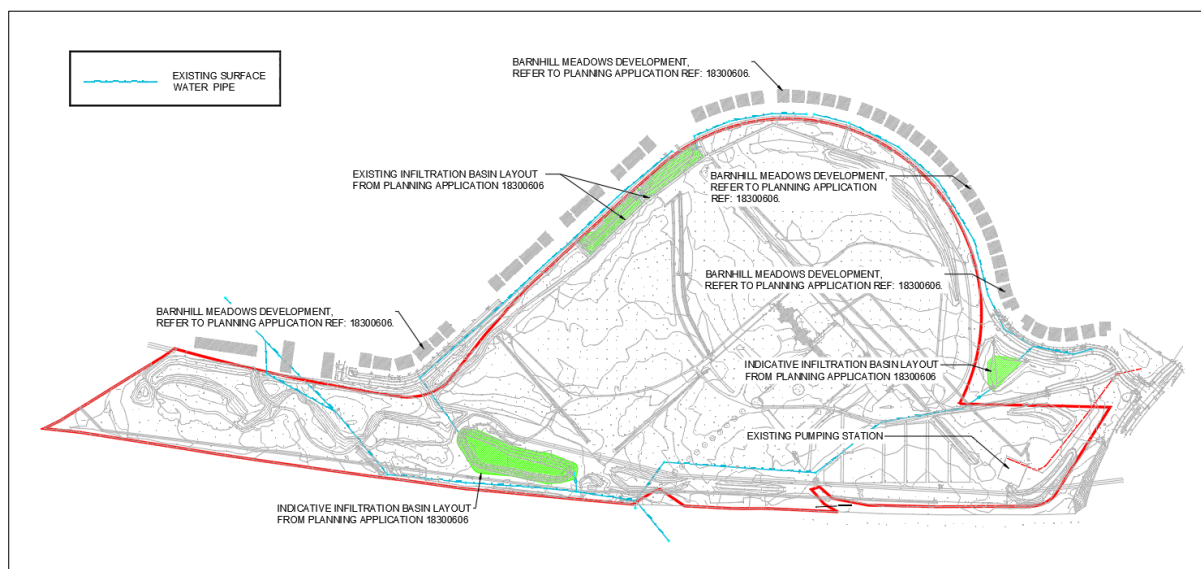 EXISTING SURFACE
WATER PIPE
BARNHILL MEADOWS DEVELOPMENT,
REFER TO PLANNING APPLICATION REF: 18300606.
EXISTING INFILTRATION BASIN LAYOUT
FROM PLANNING APPLICATION 18300606
BARNHILL MEADOWS DEVELOPMENT,
REFER TO PLANNING APPLICATION
REF: 18300606.
BARNHILL MEADOWS DEVELOPMENT,
REFER TO PLANNING APPLICATION REF: 18300606.
BARNHILL MEADOWS DEVELOPMENT,
REFER TO PLANNING APPLICATION REF: 18300606.
INDICATIVE INFILTRATION BASIN LAYOUT
FROM PLANNING APPLICATION 18300606
EXISTING PUMPING STATION
INDICATIVE INFILTRATION BASIN LAYOUT
FROM PLANNING APPLICATION 18300606